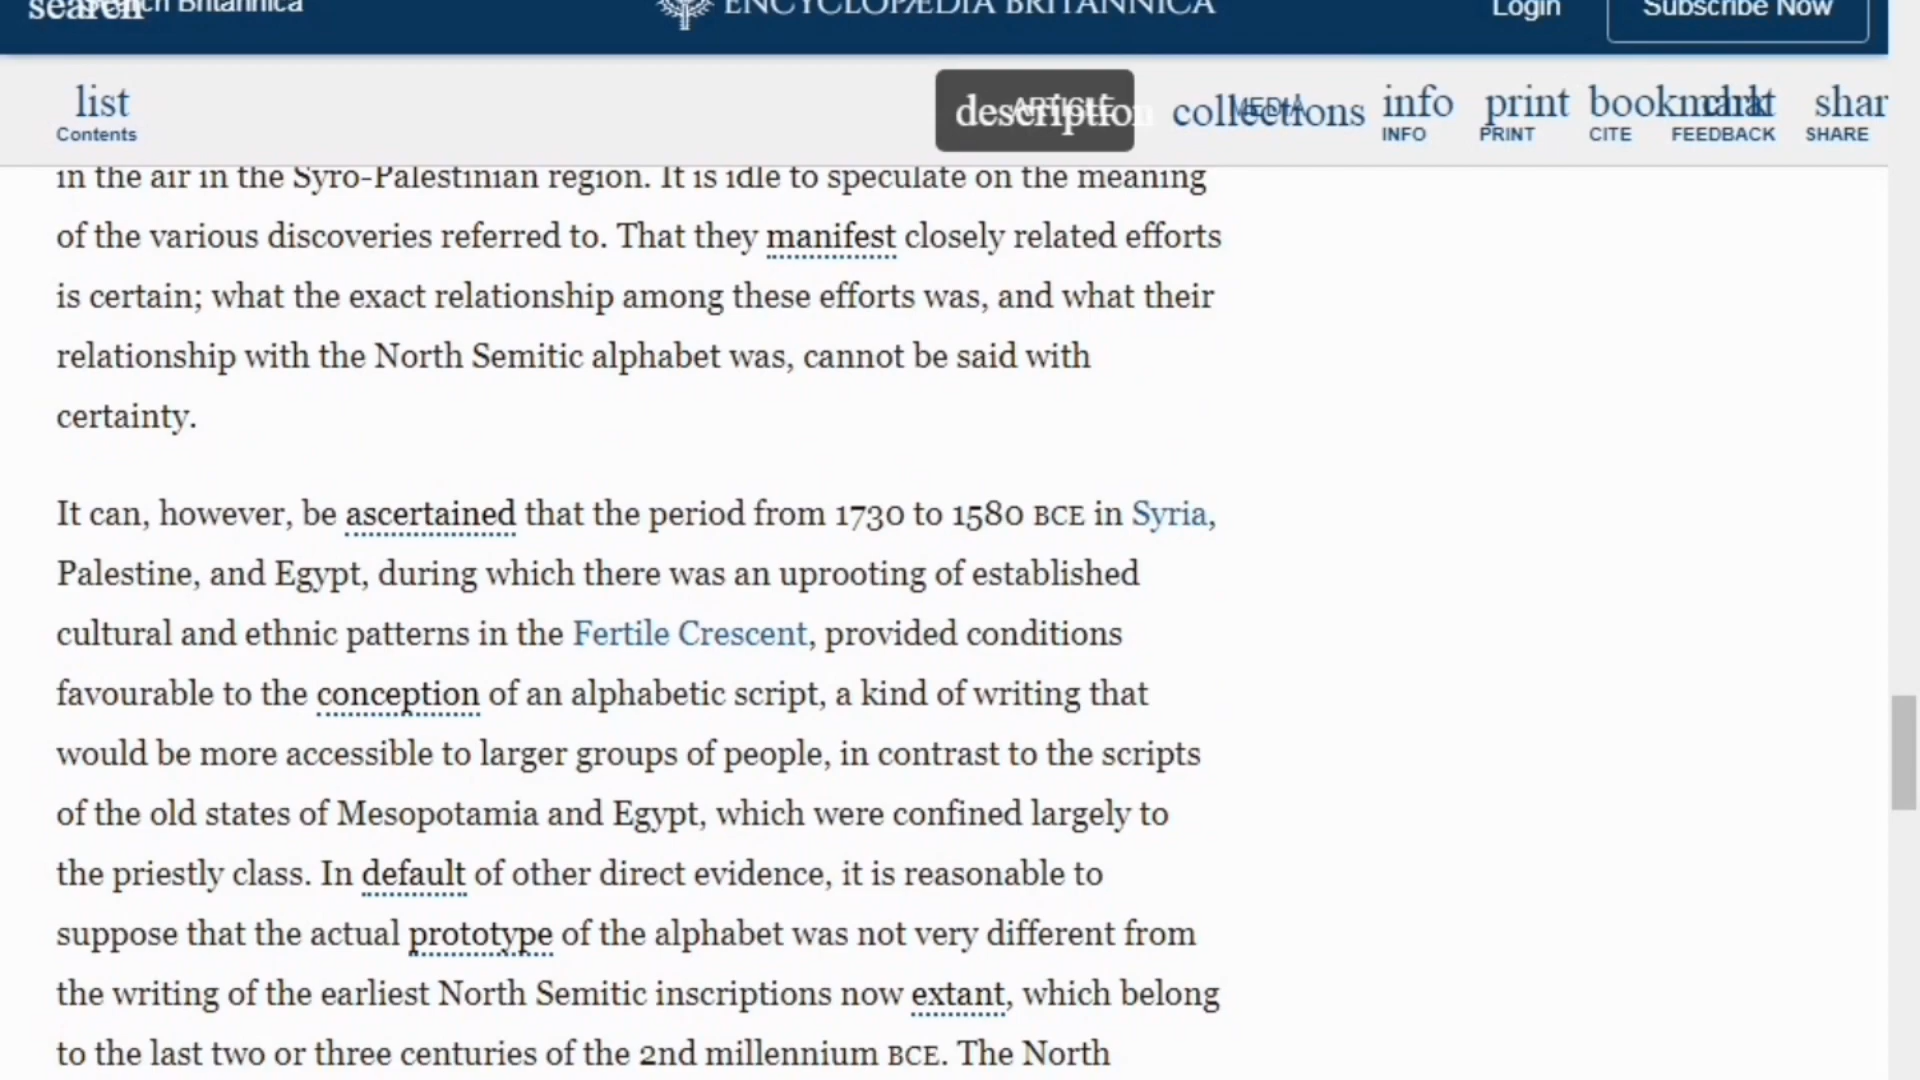 search Search Britannica ENCYCLOPÆDIA BRITANNICA Login Subscribe Now
list description ARTICLE collections MEDIA info print bookmark chat shar
Contents INFO PRINT CITE FEEDBACK SHARE
in the air in the Syro-Palestinian region. It is idle to speculate on the meaning
of the various discoveries referred to. That they manifest closely related efforts
is certain; what the exact relationship among these efforts was, and what their
relationship with the North Semitic alphabet was, cannot be said with
certainty.
It can, however, be ascertained that the period from 1730 to 1580 BCE in Syria,
Palestine, and Egypt, during which there was an uprooting of established
cultural and ethnic patterns in the Fertile Crescent, provided conditions
favourable to the conception of an alphabetic script, a kind of writing that
would be more accessible to larger groups of people, in contrast to the scripts
of the old states of Mesopotamia and Egypt, which were confined largely to
the priestly class. In default of other direct evidence, it is reasonable to
suppose that the actual prototype of the alphabet was not very different from
the writing of the earliest North Semitic inscriptions now extant, which belong
to the last two or three centuries of the 2nd millennium BCE. The North